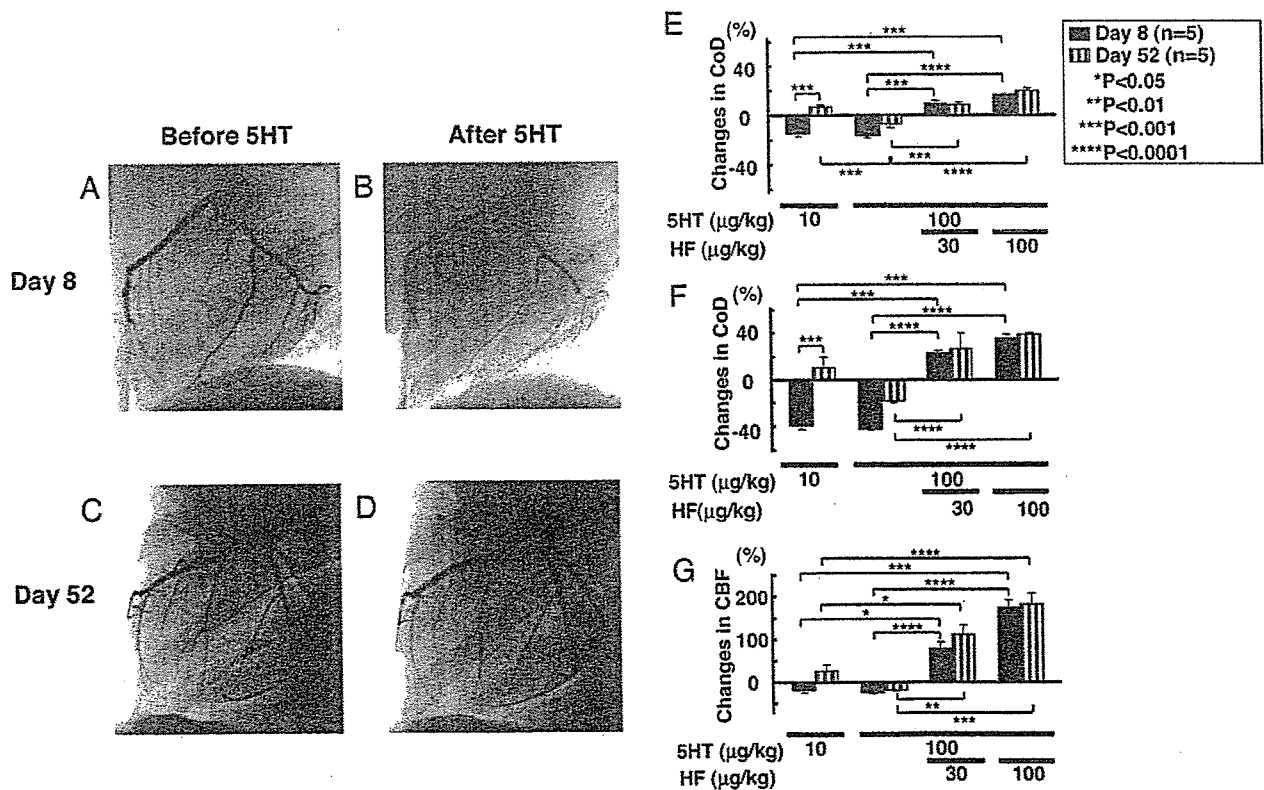 Before 5HT
After 5HT
A
B
Day 8
C
D
Day 52
E
(%)
Changes in CoD
40
0
-40
***
***
****
***
***
***
***
****
5HT (µg/kg)
10
100
HF (µg/kg)
30
100
Day 8 (n=5)
Day 52 (n=5)
*P<0.05
**P<0.01
***P<0.001
****P<0.0001
F
(%)
Changes in CoD
40
0
-40
***
***
****
****
***
****
****
5HT (µg/kg)
10
100
HF(µg/kg)
30
100
G
(%)
Changes in CBF
200
100
0
****
***
****
*
*
****
**
***
5HT (µg/kg)
10
100
HF (µg/kg)
30
100